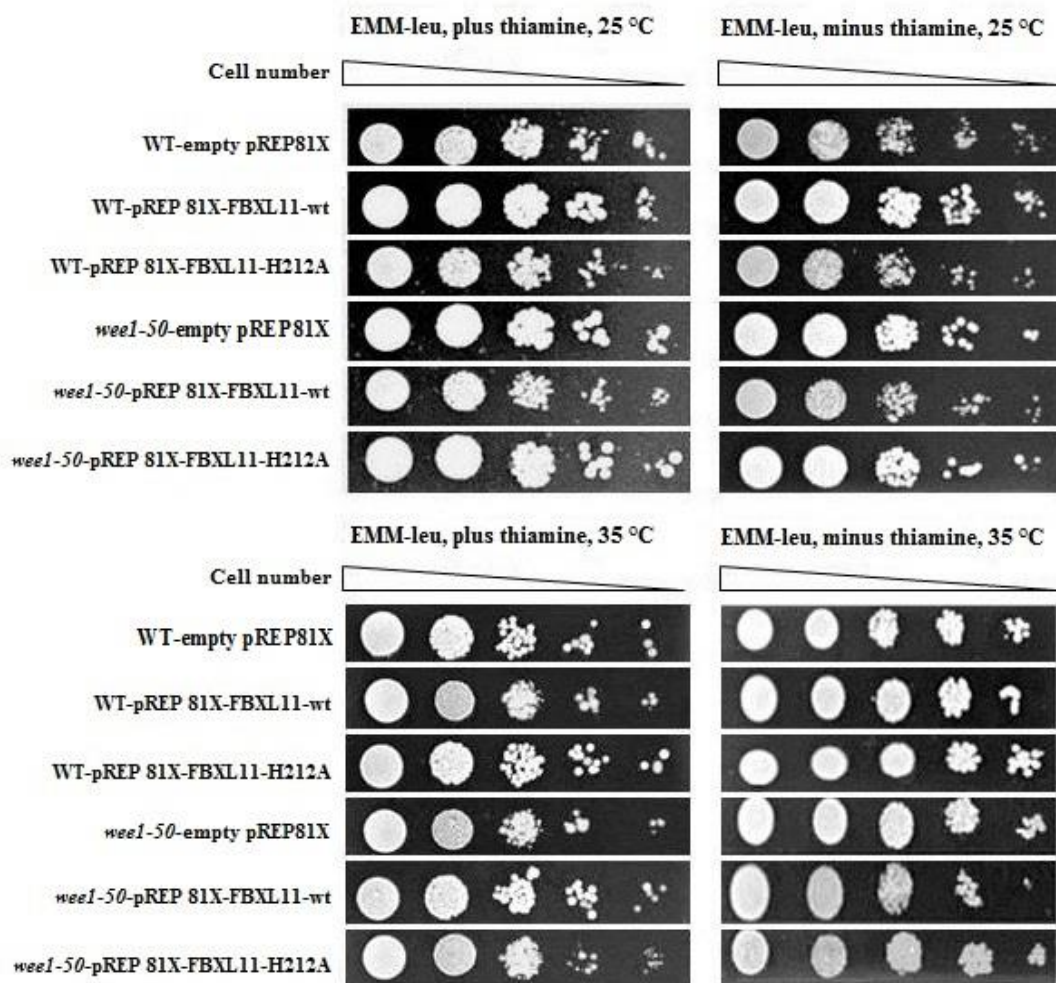 EMM-leu, plus thiamine, 25 °C
EMM-leu, minus thiamine, 25 °C
Cell number
WT-empty pREP81X
WT-pREP 81X-FBXL11-wt
WT-pREP 81X-FBXL11-H212A
wee1-50-empty pREP81X
wee1-50-pREP 81X-FBXL11-wt
wee1-50-pREP 81X-FBXL11-H212A
EMM-leu, plus thiamine, 35 °C
EMM-leu, minus thiamine, 35 °C
Cell number
WT-empty pREP81X
WT-pREP 81X-FBXL11-wt
WT-pREP 81X-FBXL11-H212A
wee1-50-empty pREP81X
wee1-50-pREP 81X-FBXL11-wt
wee1-50-pREP 81X-FBXL11-H212A